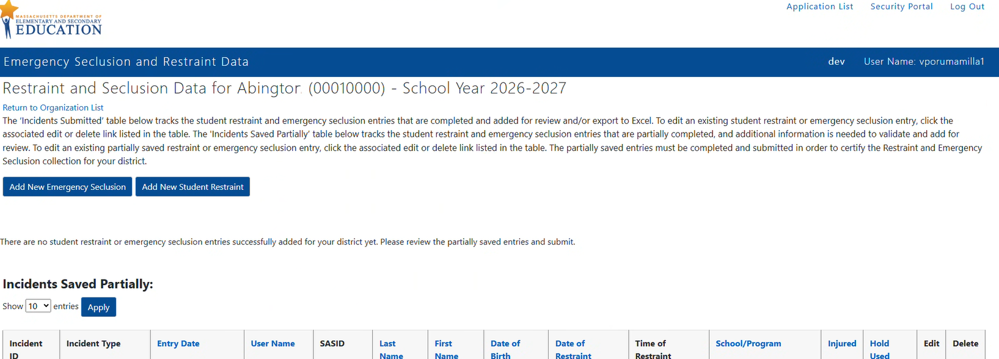 Application List Security Portal Log Out
MASSACHUSETTS DEPARTMENT OF
ELEMENTARY AND SECONDARY
EDUCATION
Emergency Seclusion and Restraint Data dev User Name: vporumamilla1
Restraint and Seclusion Data for Abingtor (00010000) - School Year 2026-2027
Return to Organization List
The ‘Incidents Submitted’ table below tracks the student restraint and emergency seclusion entries that are completed and added for review and/or export to Excel. To edit an existing student restraint or emergency seclusion entry, click the
associated edit or delete link listed in the table. The 'Incidents Saved Partially’ table below tracks the student restraint and emergency seclusion entries that are partially completed, and additional information is needed to validate and add for
review. To edit an existing partially saved restraint or emergency seclusion entry, click the associated edit or delete link listed in the table. The partially saved entries must be completed and submitted in order to certify the Restraint and Emergency
Seclusion collection for your district.
Add New Emergency Seclusion Add New Student Restraint
There are no student restraint or emergency seclusion entries successfully added for your district yet. Please review the partially saved entries and submit.
Incidents Saved Partially:
Show 10 entries Apply
Incident Incident Type Entry Date User Name SASID Last First Date of Date of Time of School/Program Injured Hold Edit Delete
ID Name Name Birth Restraint Restraint Used